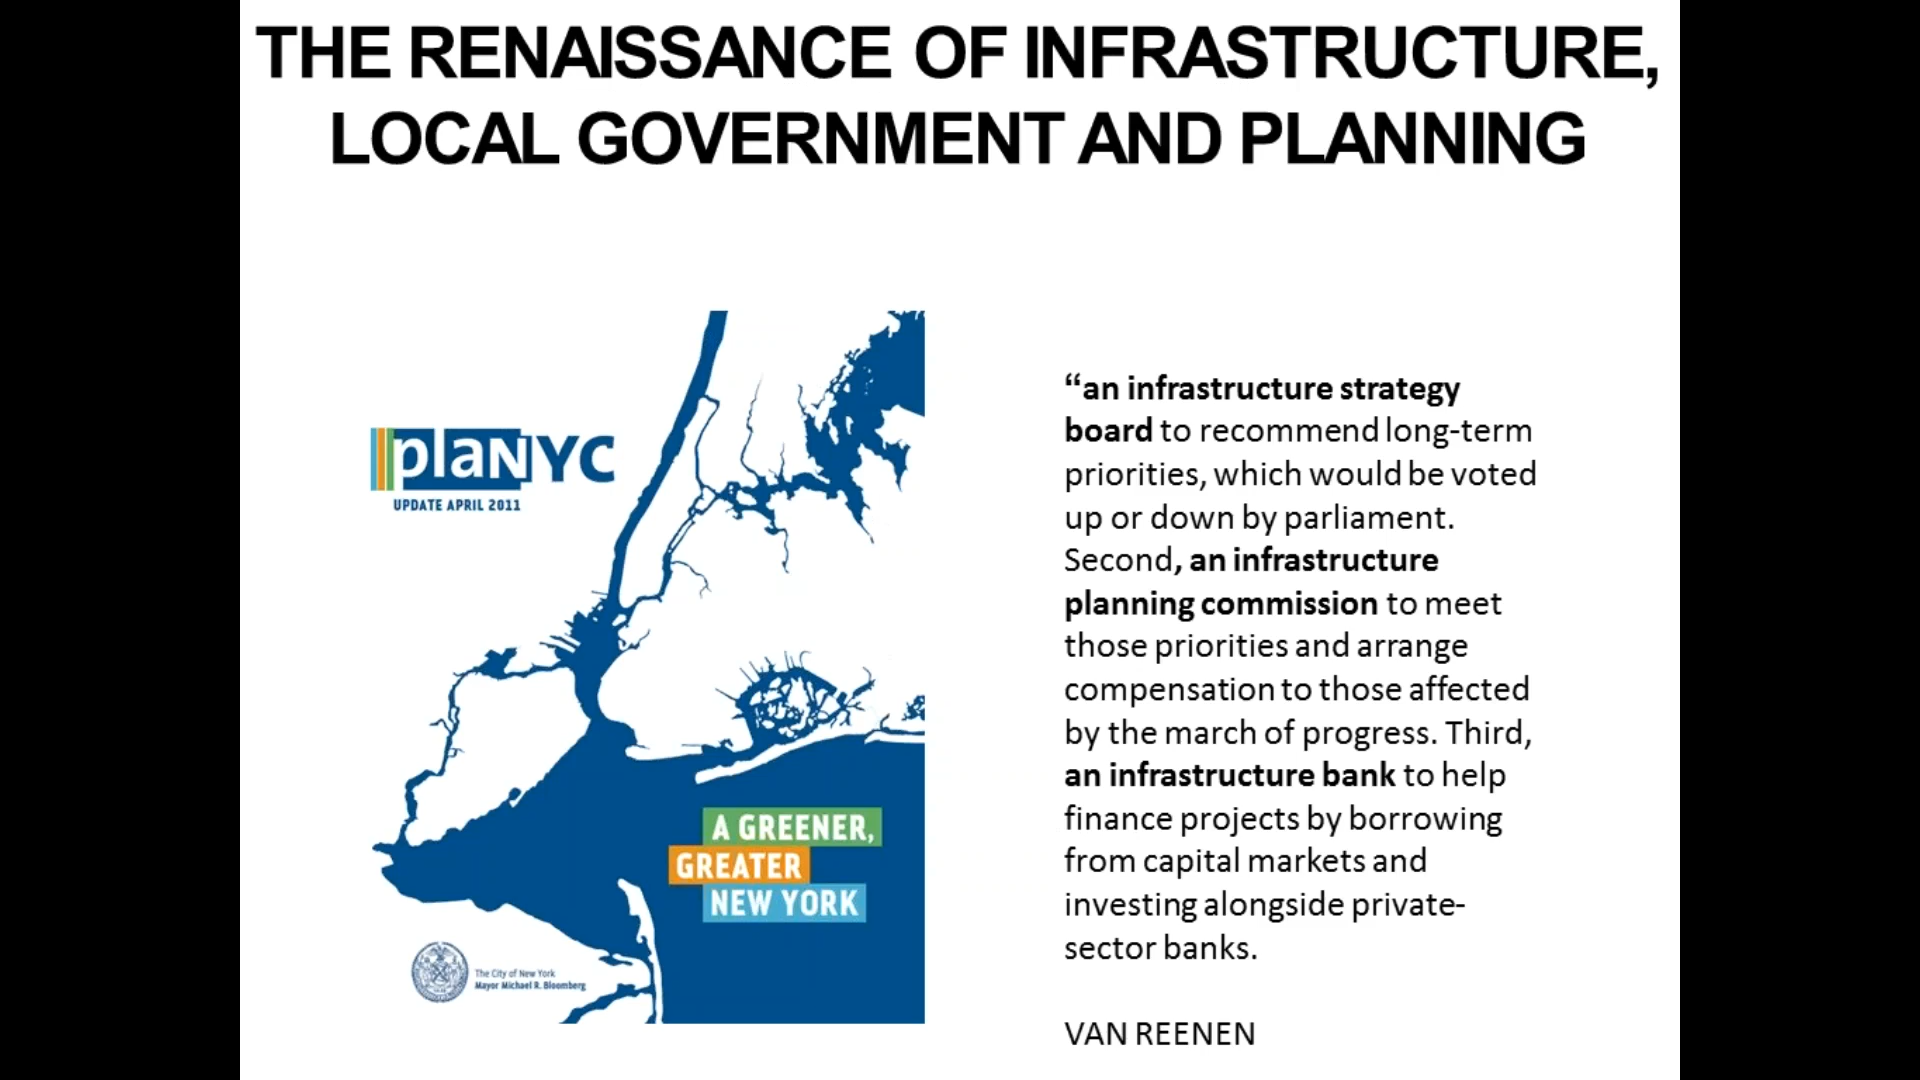 THE RENAISSANCE OF INFRASTRUCTURE,
LOCAL GOVERNMENT AND PLANNING
plaNYC
UPDATE APRIL 2011
A GREENER,
GREATER
NEW YORK
The City of New York
Mayor Michael R. Bloomberg
“an infrastructure strategy
board to recommend long-term
priorities, which would be voted
up or down by parliament.
Second, an infrastructure
planning commission to meet
those priorities and arrange
compensation to those affected
by the march of progress. Third,
an infrastructure bank to help
finance projects by borrowing
from capital markets and
investing alongside private-
sector banks.
VAN REENEN